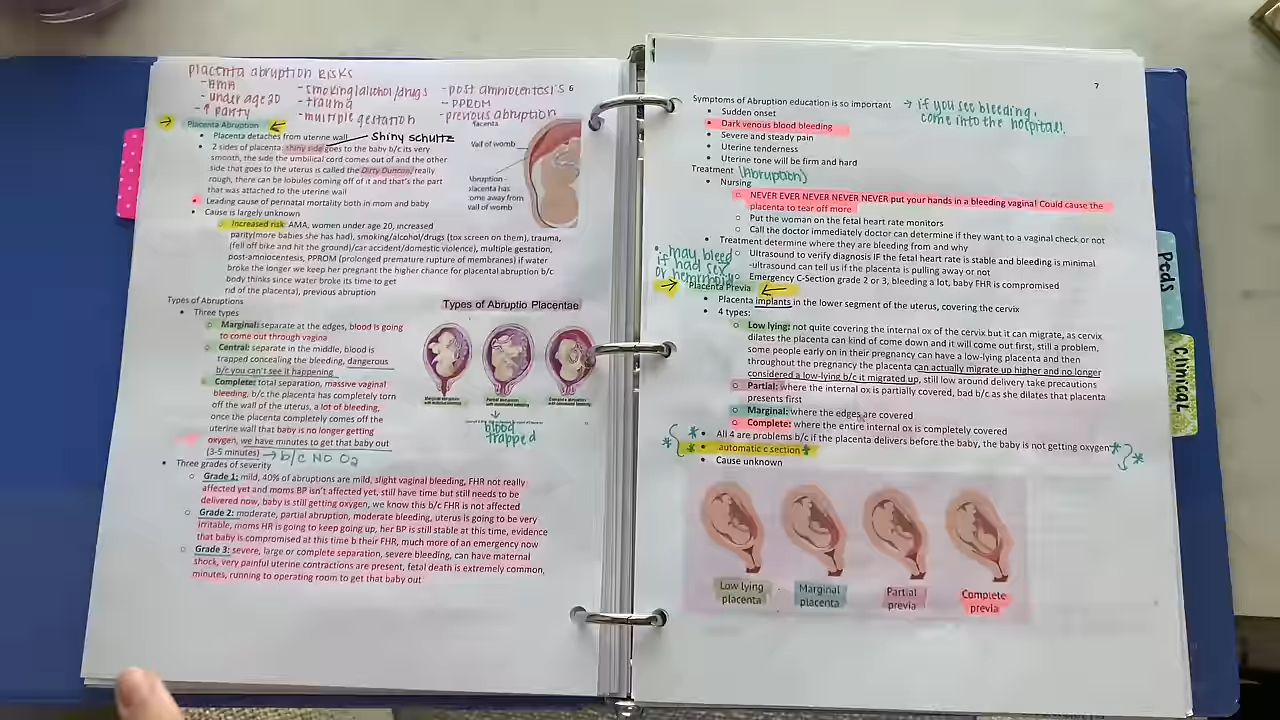 placenta abruption risks
- AMA
- under age 20
- ↑ parity
- smoking/alcohol/drugs
- trauma
- multiple gestation
- post amniocentesis
- PPROM
- previous abruption
6
Placenta Abruption
• Placenta detaches from uterine wall
Shiny schultz
• 2 sides of placenta: shiny side goes to the baby b/c its very
smooth, the side the umbilical cord comes out of and the other
side that goes to the uterus is called the Dirty Duncan, really
rough, there can be lobules coming off of it and that's the part
that was attached to the uterine wall
• Leading cause of perinatal mortality both in mom and baby
• Cause is largely unknown
○ Increased risk: AMA, women under age 20, increased
parity(more babies she has had), smoking/alcohol/drugs (tox screen on them), trauma,
(fell off bike and hit the ground)/car accident/domestic violence), multiple gestation,
post-amniocentesis, PPROM (prolonged premature rupture of membranes) if water
broke the longer we keep her pregnant the higher chance for placental abruption b/c
body thinks since water broke its time to get
rid of the placenta), previous abruption
Wall of womb
Abruption -
placenta has
come away from
wall of womb
Types of Abruptions
• Three types
○ Marginal: separate at the edges, blood is going
to come out through vagina
○ Central: separate in the middle, blood is
trapped concealing the bleeding, dangerous
b/c you can't see it happening
○ Complete: total separation, massive vaginal
bleeding, b/c the placenta has completely torn
off the wall of the uterus, a lot of bleeding,
once the placenta completely comes off the
uterine wall that baby is no longer getting
oxygen, we have minutes to get that baby out
(3-5 minutes) → b/c NO O2
Types of Abruptio Placentae
blood
trapped
• Three grades of severity
○ Grade 1: mild, 40% of abruptions are mild, slight vaginal bleeding, FHR not really
affected yet and moms BP isn't affected yet, still have time but still needs to be
delivered now, baby is still getting oxygen, we know this b/c FHR is not affected
○ Grade 2: moderate, partial abruption, moderate bleeding, uterus is going to be very
irritable, moms HR is going to keep going up, her BP is still stable at this time, evidence
that baby is compromised at this time b their FHR, much more of an emergency now
○ Grade 3: severe, large or complete separation, severe bleeding, can have maternal
shock, very painful uterine contractions are present, fetal death is extremely common,
minutes, running to operating room to get that baby out
7
Symptoms of Abruption education is so important
→ if you see bleeding,
come into the hospital!
• Sudden onset
• Dark venous blood bleeding
• Severe and steady pain
• Uterine tenderness
• Uterine tone will be firm and hard
Treatment (Abruption)
• Nursing
○ NEVER EVER NEVER NEVER NEVER put your hands in a bleeding vagina! Could cause the
placenta to tear off more
○ Put the woman on the fetal heart rate monitors
○ Call the doctor immediately doctor can determine if they want to a vaginal check or not
• Treatment determine where they are bleeding from and why
○ Ultrasound to verify diagnosis IF the fetal heart rate is stable and bleeding is minimal
-ultrasound can tell us if the placenta is pulling away or not
○ Emergency C-Section grade 2 or 3, bleeding a lot, baby FHR is compromised
• may bleed
if had sex
or hemorrhoid
Placenta Previa
• Placenta implants in the lower segment of the uterus, covering the cervix
• 4 types:
○ Low lying: not quite covering the internal ox of the cervix but it can migrate, as cervix
dilates the placenta can kind of come down and it will come out first, still a problem,
some people early on in their pregnancy can have a low-lying placenta and then
throughout the pregnancy the placenta can actually migrate up higher and no longer
considered a low-lying b/c it migrated up, still low around delivery take precautions
○ Partial: where the internal ox is partially covered, bad b/c as she dilates that placenta
presents first
○ Marginal: where the edges are covered
○ Complete: where the entire internal ox is completely covered
• All 4 are problems b/c if the placenta delivers before the baby, the baby is not getting oxygen
• automatic c section
• Cause unknown
Low lying
placenta
Marginal
placenta
Partial
previa
Complete
previa
Peds
Clinical